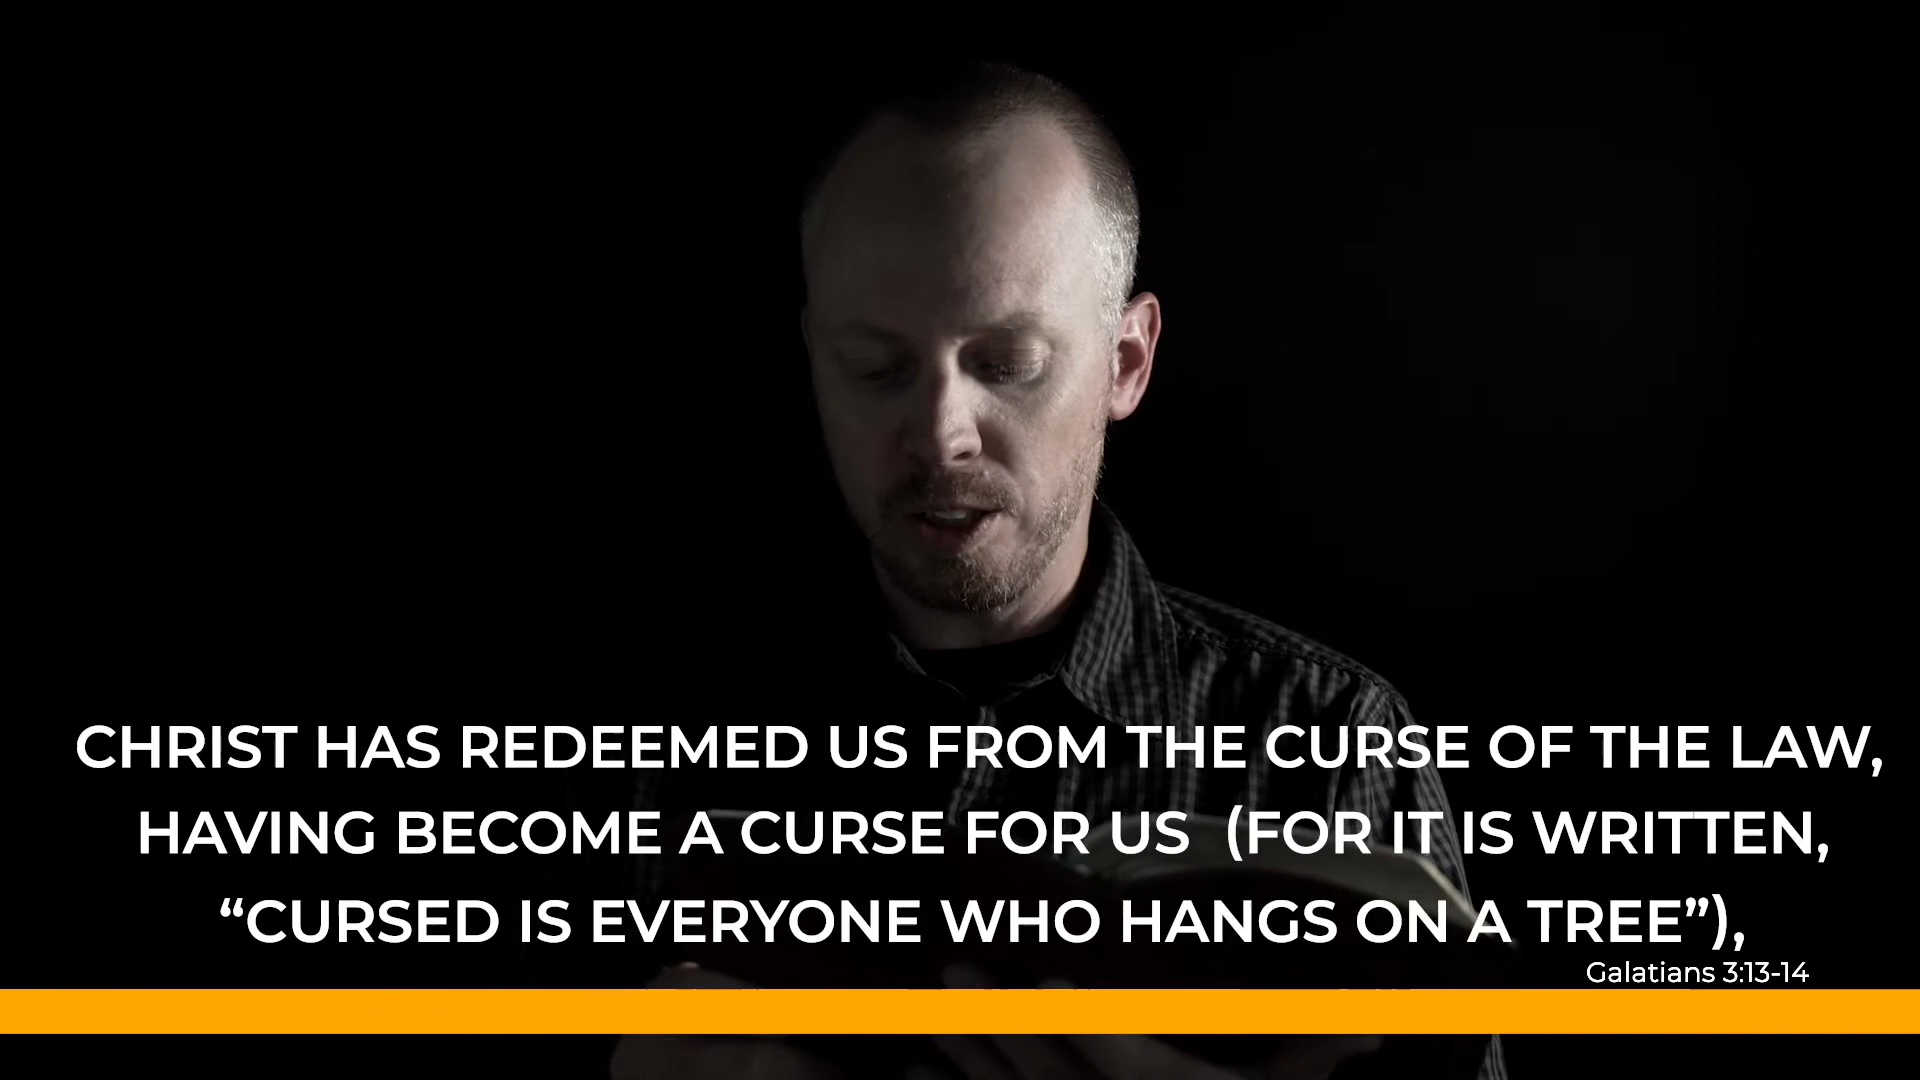 CHRIST HAS REDEEMED US FROM THE CURSE OF THE LAW,
HAVING BECOME A CURSE FOR US  (FOR IT IS WRITTEN,
“CURSED IS EVERYONE WHO HANGS ON A TREE”),
Galatians 3:13-14